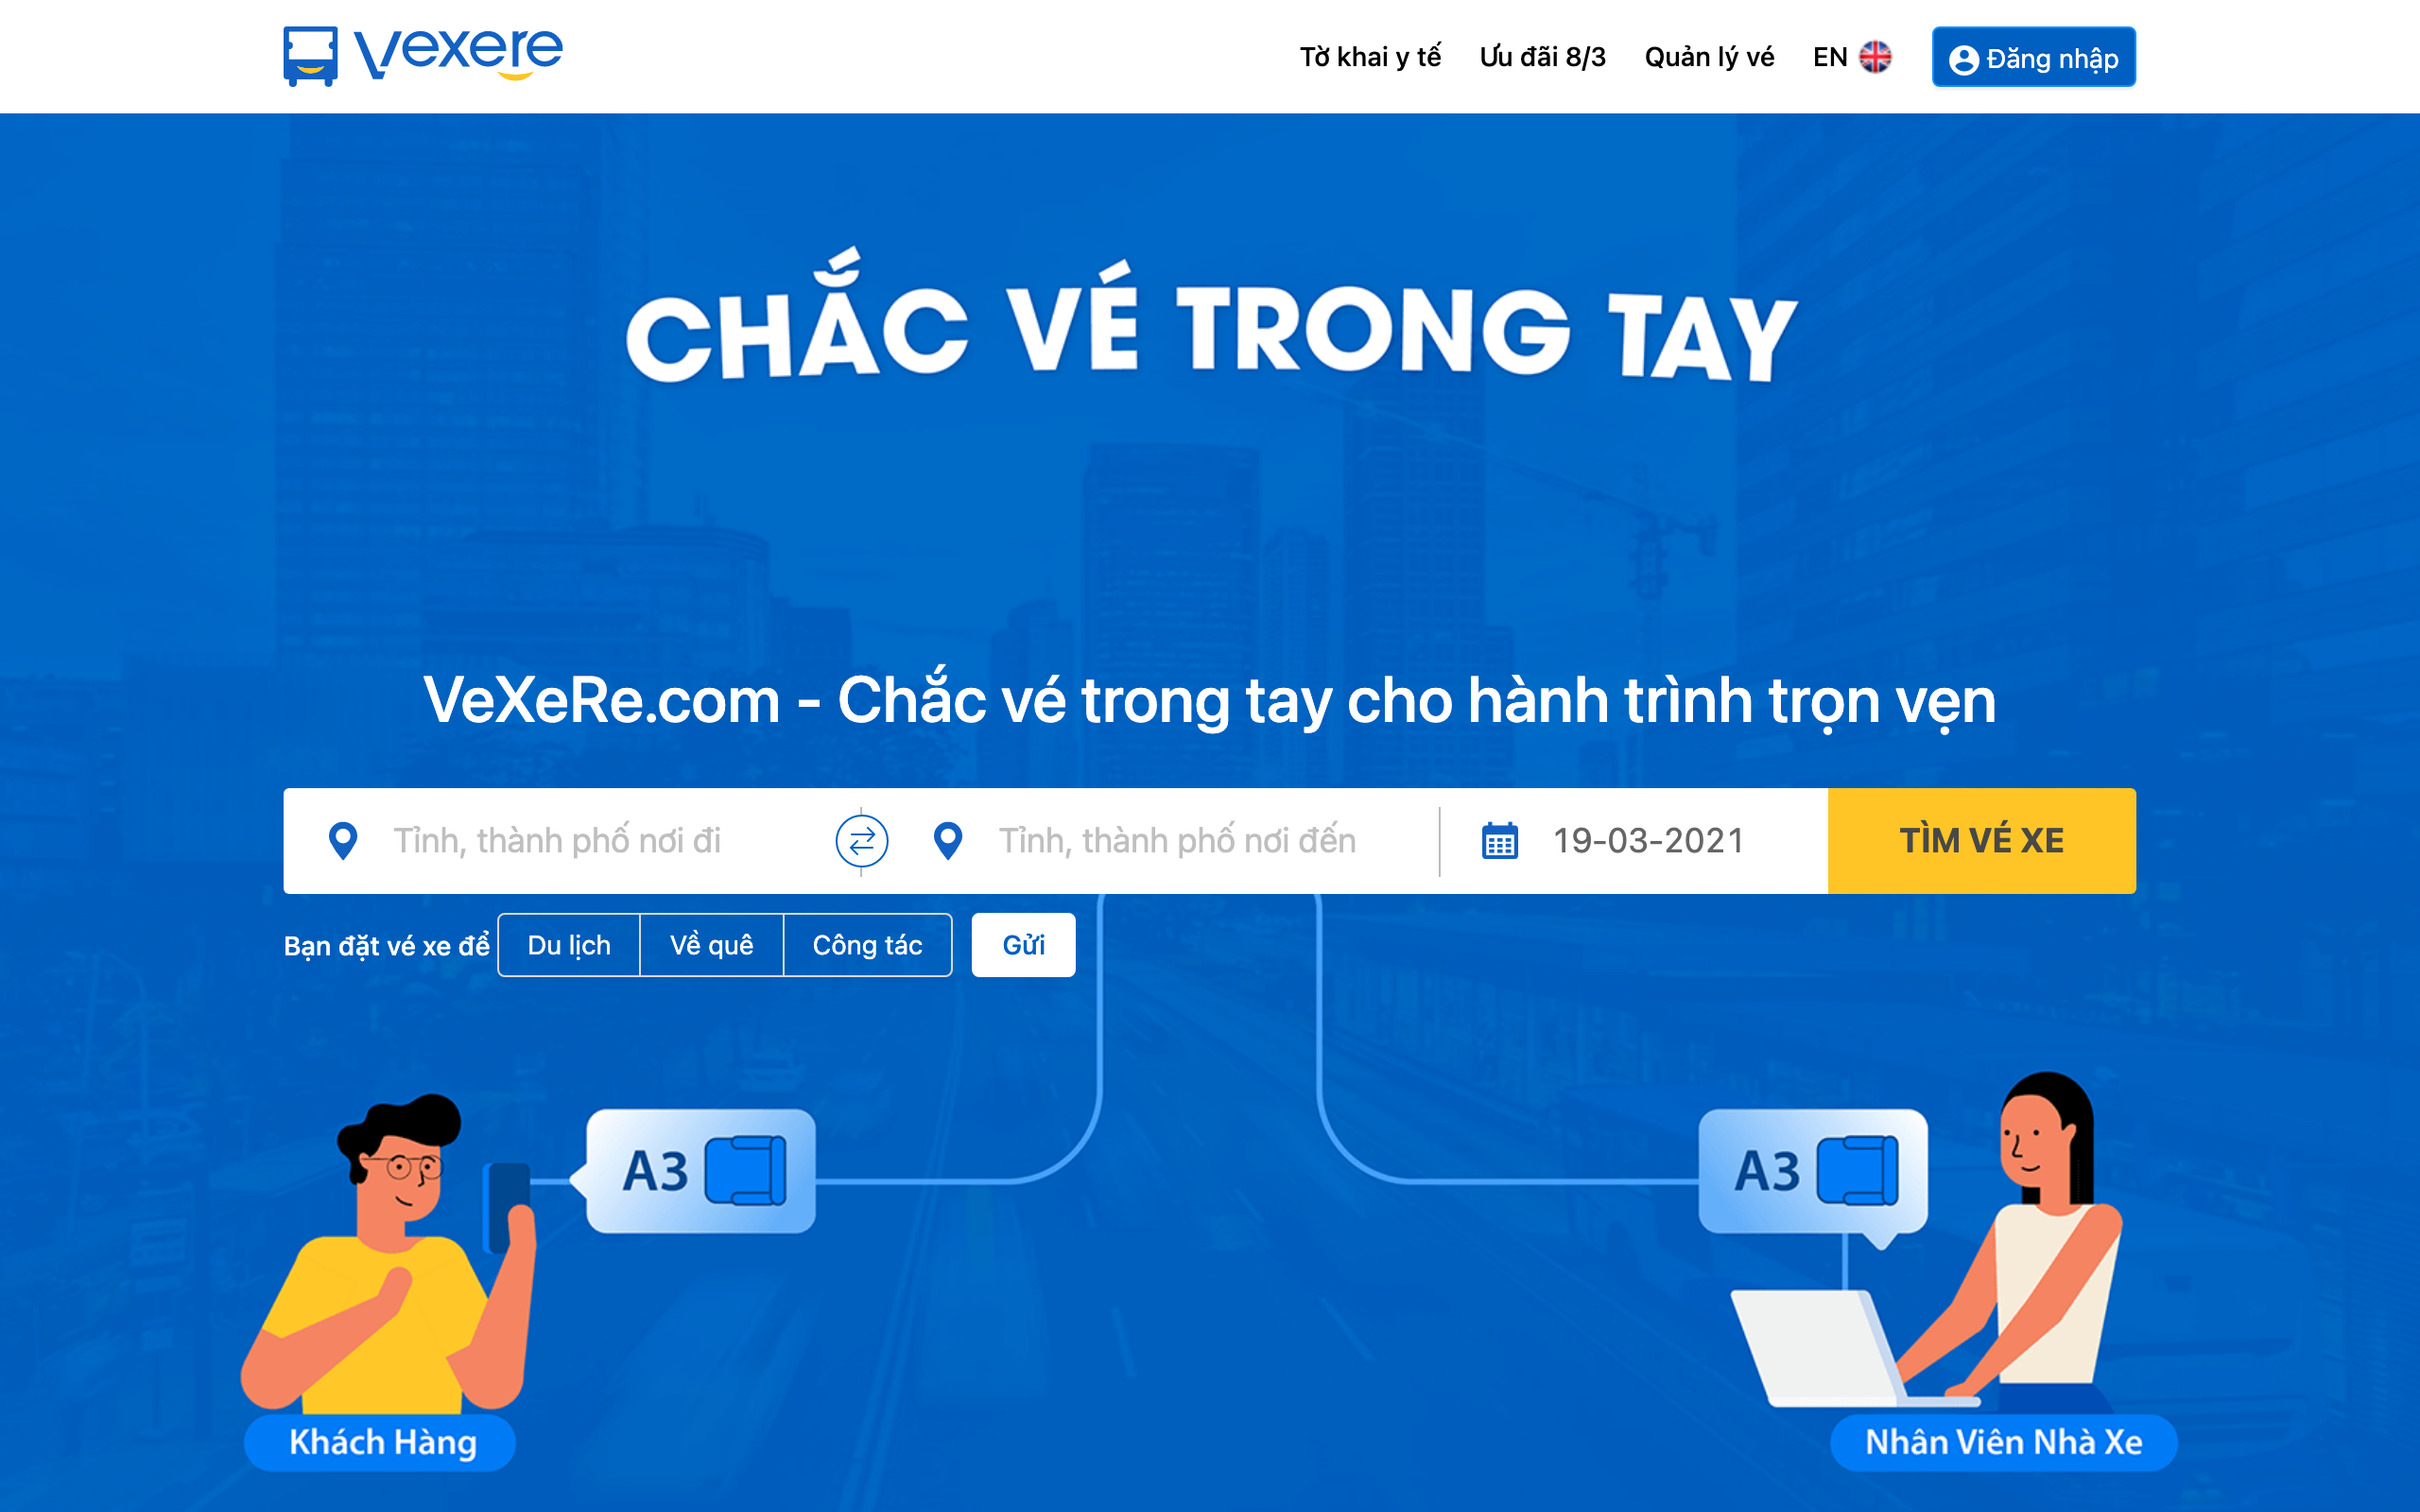 vexere
Tờ khai y tế Ưu đãi 8/3 Quản lý vé EN Đăng nhập
CHẮC VÉ TRONG TAY
VeXeRe.com - Chắc vé trong tay cho hành trình trọn vẹn
Tỉnh, thành phố nơi đi Tỉnh, thành phố nơi đến 19-03-2021 TÌM VÉ XE
Bạn đặt vé xe để Du lịch Về quê Công tác Gửi
A3 A3
Khách Hàng Nhân Viên Nhà Xe